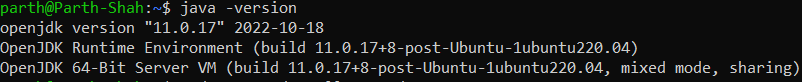 parth@Parth-Shah:~$ java -version
openjdk version "11.0.17" 2022-10-18
OpenJDK Runtime Environment (build 11.0.17+8-post-Ubuntu-1ubuntu220.04)
OpenJDK 64-Bit Server VM (build 11.0.17+8-post-Ubuntu-1ubuntu220.04, mixed mode, sharing)